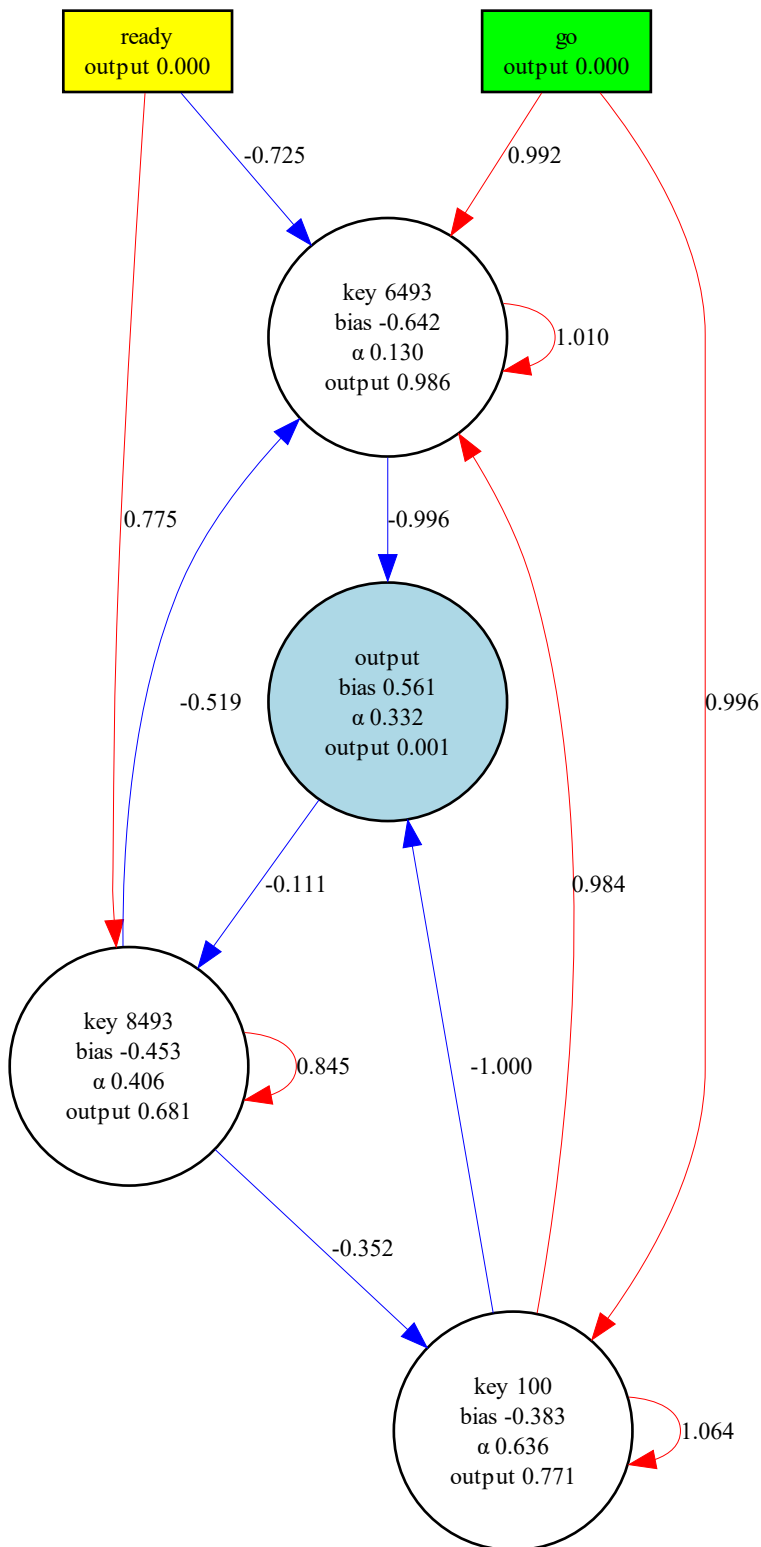 ready
output 0.000
go
output 0.000
-0.725
0.992
key 6493
bias -0.642
α 0.130
output 0.986
1.010
0.775
-0.996
-0.519
output
bias 0.561
α 0.332
output 0.001
0.996
-0.111
0.984
key 8493
bias -0.453
α 0.406
output 0.681
0.845
-1.000
-0.352
key 100
bias -0.383
α 0.636
output 0.771
1.064